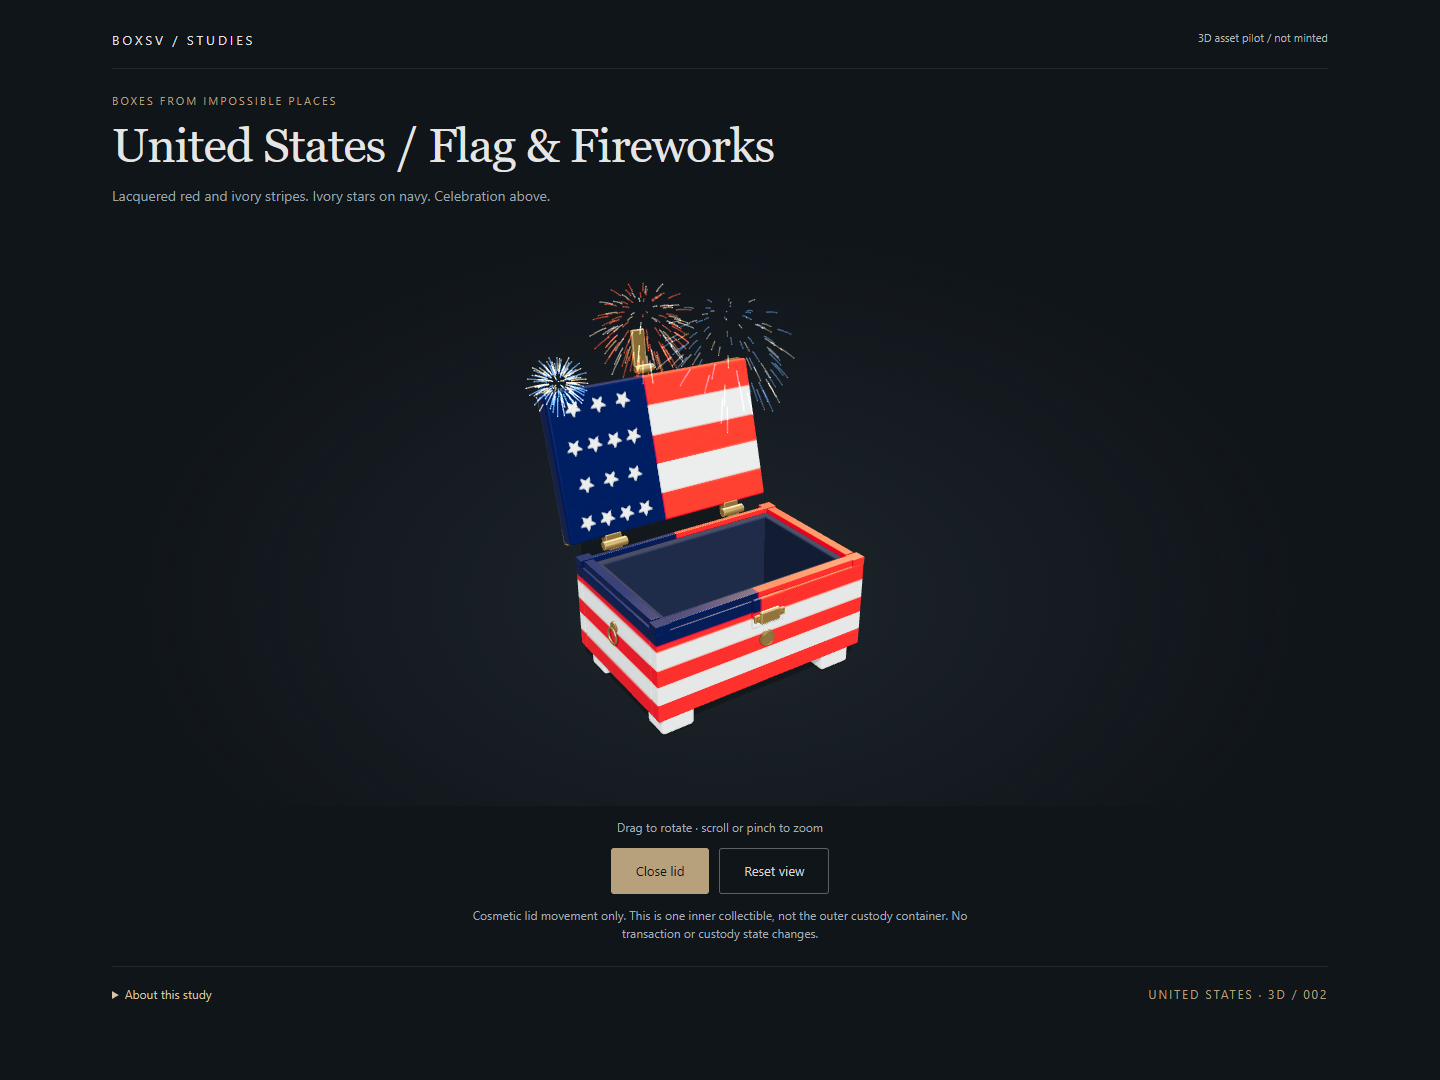 BOXSV / STUDIES
3D asset pilot / not minted
BOXES FROM IMPOSSIBLE PLACES
United States / Flag & Fireworks
Lacquered red and ivory stripes. Ivory stars on navy. Celebration above.
Drag to rotate · scroll or pinch to zoom
Close lid
Reset view
Cosmetic lid movement only. This is one inner collectible, not the outer custody container. No
transaction or custody state changes.
About this study
UNITED STATES · 3D / 002